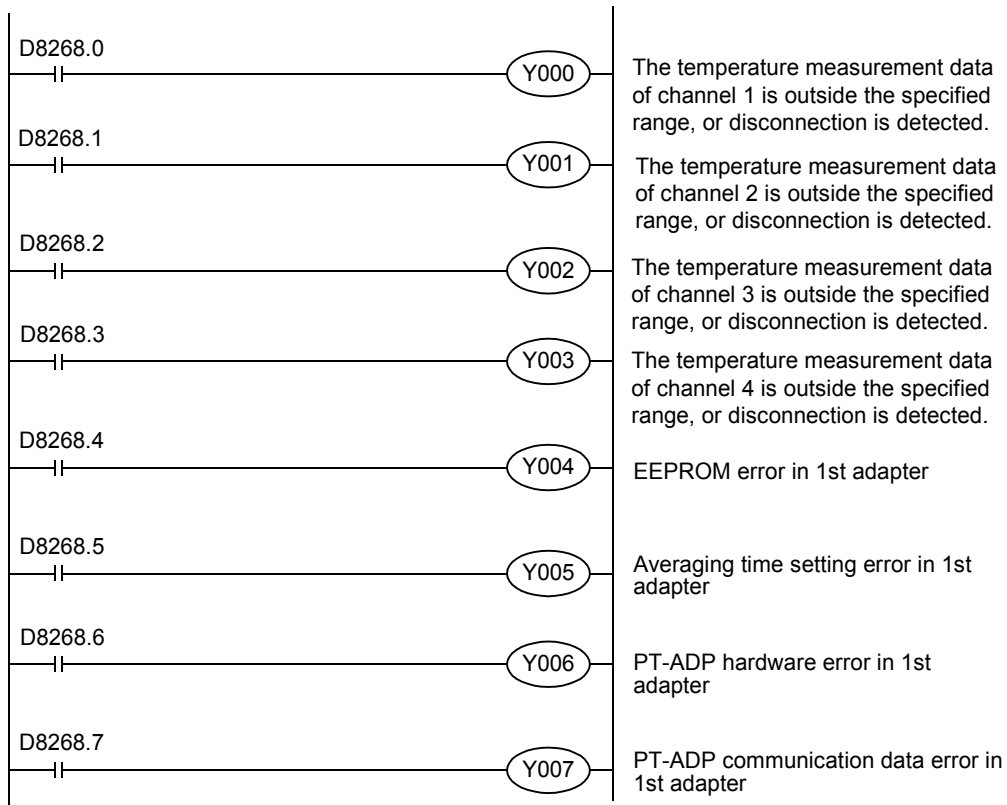 D8268.0
Y000
The temperature measurement data
of channel 1 is outside the specified
range, or disconnection is detected.
D8268.1
Y001
The temperature measurement data
of channel 2 is outside the specified
range, or disconnection is detected.
D8268.2
Y002
The temperature measurement data
of channel 3 is outside the specified
range, or disconnection is detected.
D8268.3
Y003
The temperature measurement data
of channel 4 is outside the specified
range, or disconnection is detected.
D8268.4
Y004
EEPROM error in 1st adapter
D8268.5
Y005
Averaging time setting error in 1st
adapter
D8268.6
Y006
PT-ADP hardware error in 1st
adapter
D8268.7
Y007
PT-ADP communication data error in
1st adapter